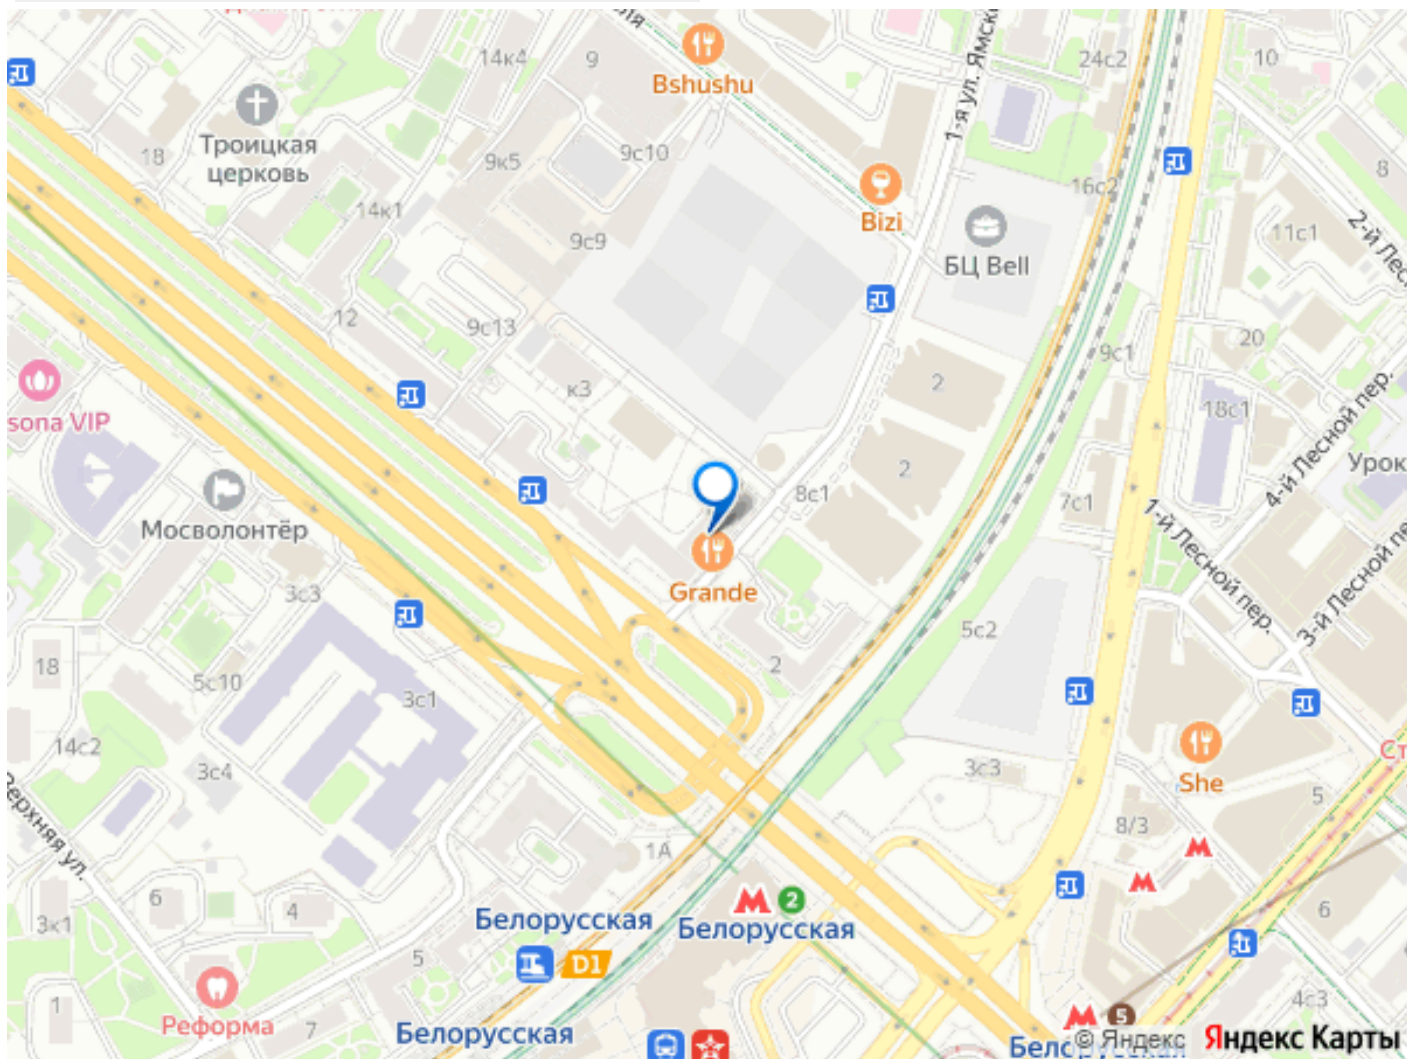 14к4
9
Bshushu
24с2
10
1-я ул. Ямск
Троицкая
церковь
18
9к5
9с10
8
16с2
14к1
Bizi
9с9
БЦ Bell
11с1
2-й Лес
12
9с13
20
9с1
к3
2
18с1
sona VIP
4-й Лесной пер.
Мосволонтёр
2
8с1
7с1
Урок
1-й Лесной пер.
3-й Лесной пе
Grande
3с3
5с2
18
5с10
3с1
2
14с2
3с4
3с3
She
Ст
5
8/3
Верхняя ул.
1А
6
4
3к1
Белорусская
2
Белорусская
6
5
D1
1
Реформа
7
Белорусская
5
4с3
Белорусская
© Яндекс Яндекс Карты